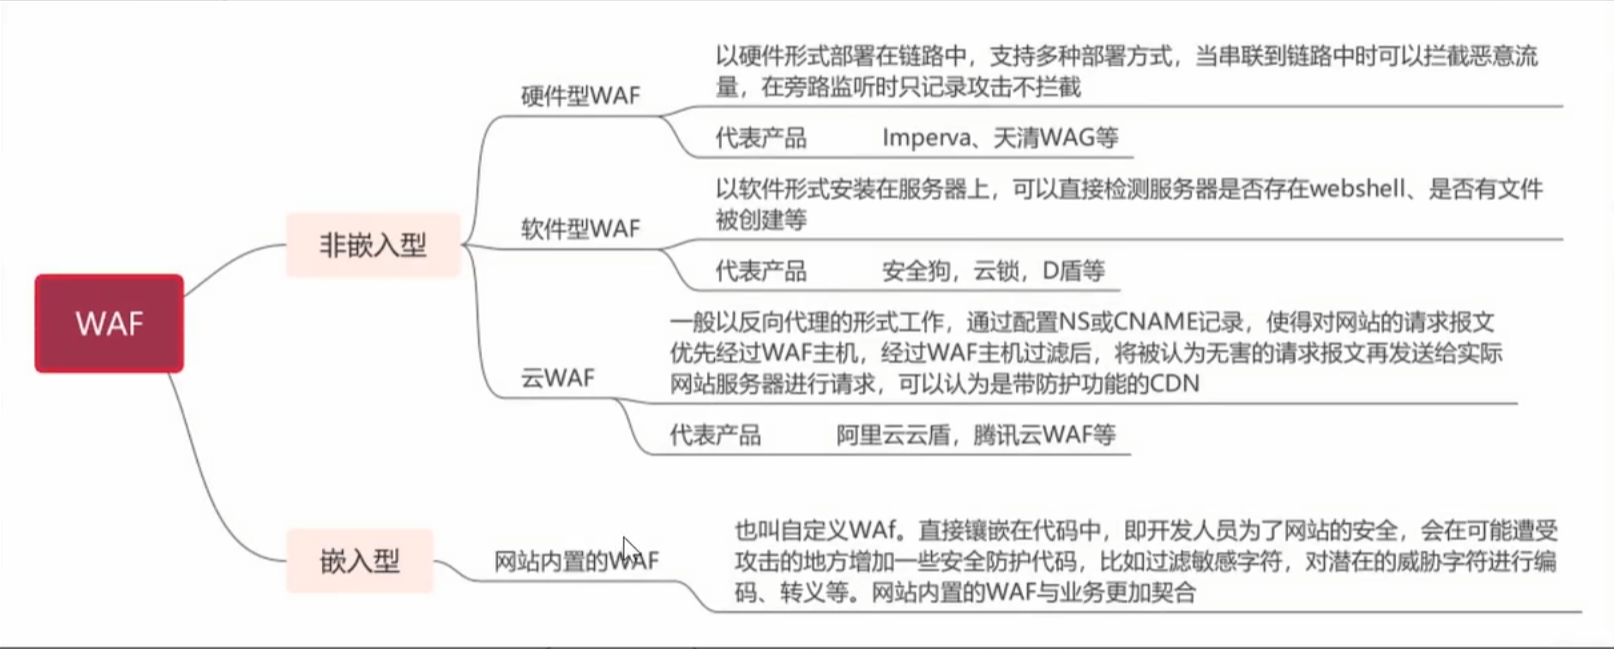 WAF
非嵌入型
硬件型WAF
以硬件形式部署在链路中，支持多种部署方式，当串联到链路中时可以拦截恶意流
量，在旁路监听时只记录攻击不拦截
代表产品 Imperva、天清WAG等
软件型WAF
以软件形式安装在服务器上，可以直接检测服务器是否存在webshell、是否有文件
被创建等
代表产品 安全狗，云锁，D盾等
云WAF
一般以反向代理的形式工作，通过配置NS或CNAME记录，使得对网站的请求报文
优先经过WAF主机，经过WAF主机过滤后，将被认为无害的请求报文再发送给实际
网站服务器进行请求，可以认为是带防护功能的CDN
代表产品 阿里云云盾，腾讯云WAF等
嵌入型
网站内置的WAF
也叫自定义WAf。直接镶嵌在代码中，即开发人员为了网站的安全，会在可能遭受
攻击的地方增加一些安全防护代码，比如过滤敏感字符，对潜在的威胁字符进行编
码、转义等。网站内置的WAF与业务更加契合